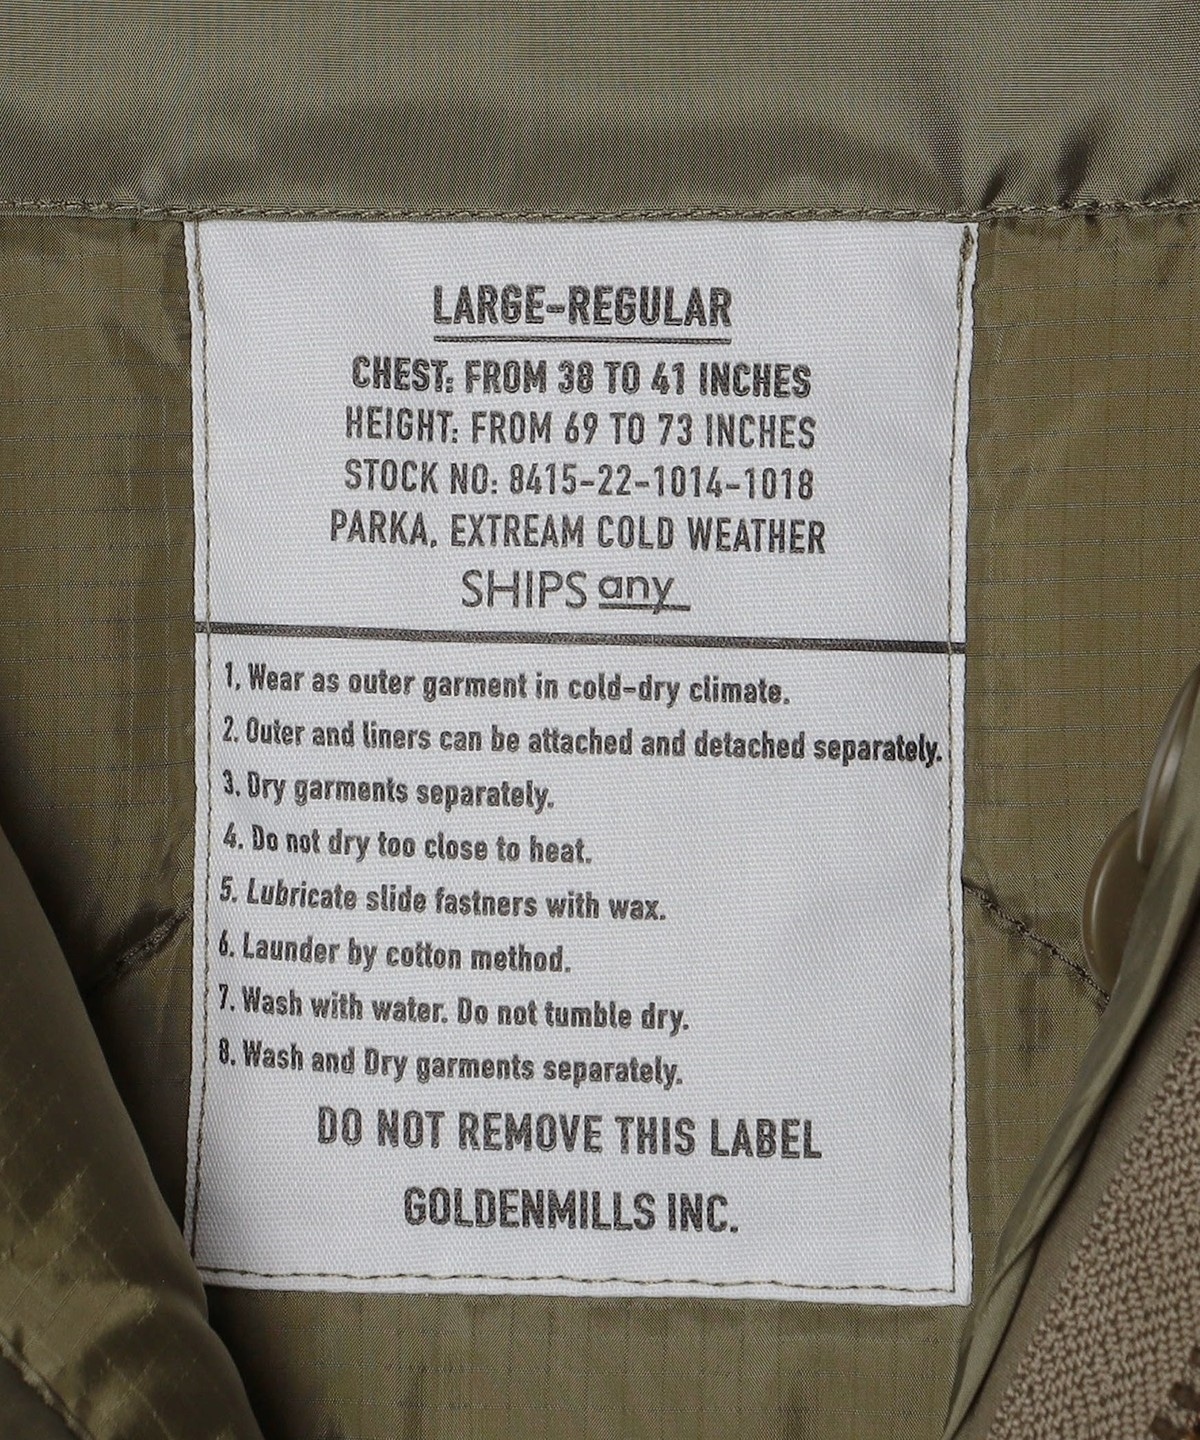 LARGE-REGULAR
CHEST: FROM 38 TO 41 INCHES
HEIGHT: FROM 69 TO 73 INCHES
STOCK NO: 8415-22-1014-1018
PARKA, EXTREAM COLD WEATHER
SHIPS any
1. Wear as outer garment in cold-dry climate.
2. Outer and liners can be attached and detached separately.
3. Dry garments separately.
4. Do not dry too close to heat.
5. Lubricate slide fastners with wax.
6. Launder by cotton method.
7. Wash with water. Do not tumble dry.
8. Wash and Dry garments separately.
DO NOT REMOVE THIS LABEL
GOLDENMILLS INC.